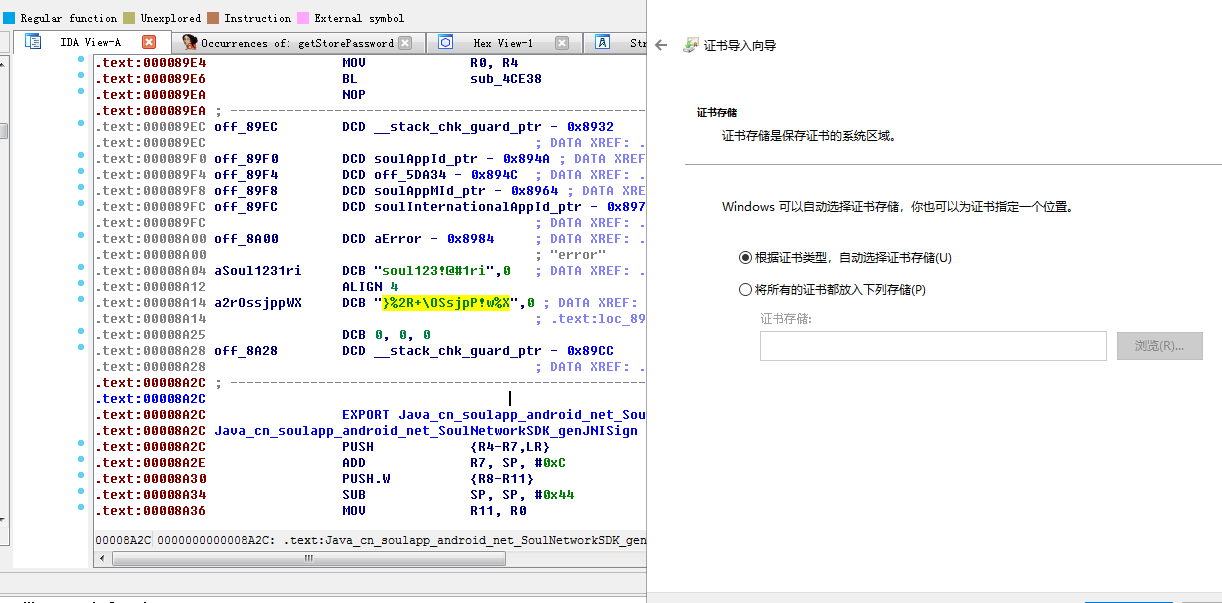 Regular function Unexplored Instruction External symbol
IDA View-A Occurrences of: getStorePassword Hex View-1 Str
.text:000089E4 MOV R0, R4
.text:000089E6 BL sub_4CE38
.text:000089EA NOP
.text:000089EA ; ---------------------------------------------------------------------------
.text:000089EC off_89EC DCD __stack_chk_guard_ptr - 0x8932
.text:000089EC ; DATA XREF: .
.text:000089F0 off_89F0 DCD soulAppId_ptr - 0x894A ; DATA XREF
.text:000089F4 off_89F4 DCD off_5DA34 - 0x894C ; DATA XREF: .
.text:000089F8 off_89F8 DCD soulAppMId_ptr - 0x8964 ; DATA XRE
.text:000089FC off_89FC DCD soulInternationalAppId_ptr - 0x897
.text:000089FC ; DATA XREF: .
.text:00008A00 off_8A00 DCD aError - 0x8984 ; DATA XREF: .
.text:00008A00 ; "error"
.text:00008A04 aSoul1231ri DCB "soul123!@#1ri",0 ; DATA XREF: .
.text:00008A12 ALIGN 4
.text:00008A14 a2rOssjppWX DCB "}%2R+\OSsjpP!w%X",0 ; DATA XREF:
.text:00008A14 ; .text:loc_89
.text:00008A25 DCB 0, 0, 0
.text:00008A28 off_8A28 DCD __stack_chk_guard_ptr - 0x89CC
.text:00008A28 ; DATA XREF: .
.text:00008A2C ; ---------------------------------------------------------------------------
.text:00008A2C
.text:00008A2C EXPORT Java_cn_soulapp_android_net_Sou
.text:00008A2C Java_cn_soulapp_android_net_SoulNetworkSDK_genJNISign
.text:00008A2C PUSH {R4-R7,LR}
.text:00008A2E ADD R7, SP, #0xC
.text:00008A30 PUSH.W {R8-R11}
.text:00008A34 SUB SP, SP, #0x44
.text:00008A36 MOV R11, R0
00008A2C 0000000000008A2C: .text:Java_cn_soulapp_android_net_SoulNetworkSDK_gen
证书导入向导
证书存储
证书存储是保存证书的系统区域。
Windows 可以自动选择证书存储，你也可以为证书指定一个位置。
根据证书类型，自动选择证书存储(U)
将所有的证书都放入下列存储(P)
证书存储:
浏览(R)...